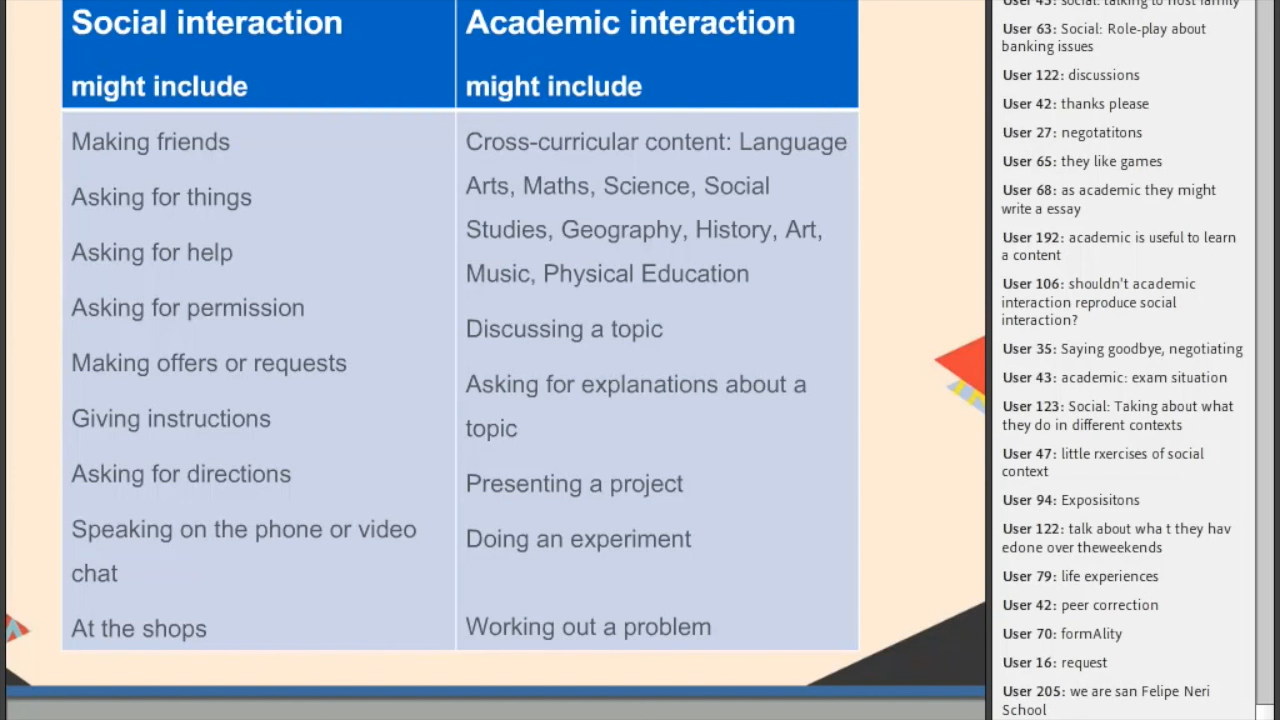 Social interaction
might include
Making friends
Asking for things
Asking for help
Asking for permission
Making offers or requests
Giving instructions
Asking for directions
Speaking on the phone or video
chat
At the shops
Academic interaction
might include
Cross-curricular content: Language
Arts, Maths, Science, Social
Studies, Geography, History, Art,
Music, Physical Education
Discussing a topic
Asking for explanations about a
topic
Presenting a project
Doing an experiment
Working out a problem
User 43: social: talking to host family
User 63: Social: Role-play about
banking issues
User 122: discussions
User 42: thanks please
User 27: negotatitons
User 65: they like games
User 68: as academic they might
write a essay
User 192: academic is useful to learn
a content
User 106: shouldn't academic
interaction reproduce social
interaction?
User 35: Saying goodbye, negotiating
User 43: academic: exam situation
User 123: Social: Taking about what
they do in different contexts
User 47: little rxercises of social
context
User 94: Exposisitons
User 122: talk about wha t they hav
edone over theweekends
User 79: life experiences
User 42: peer correction
User 70: formAlity
User 16: request
User 205: we are san Felipe Neri
School